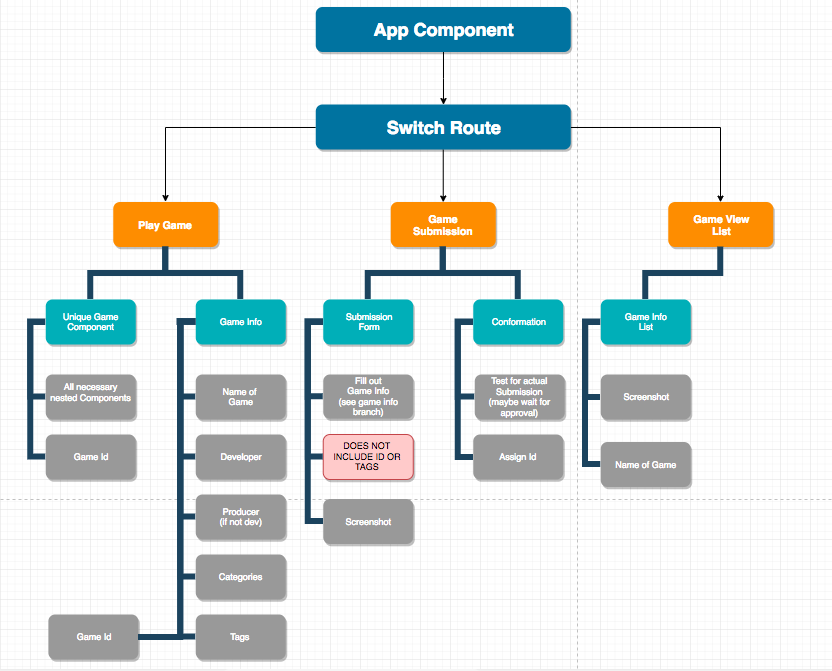 App Component
Switch Route
Play Game
Game
Submission
Game View
List
Unique Game
Component
Game Info
Submission
Form
Conformation
Game Info
List
All necessary
nested Components
Name of
Game
Fill out
Game Info
(see game info
branch)
Test for actual
Submission
(maybe wait for
approval)
Screenshot
Game Id
Developer
DOES NOT
INCLUDE ID OR
TAGS
Assign Id
Name of Game
Producer
(if not dev)
Screenshot
Categories
Game Id
Tags